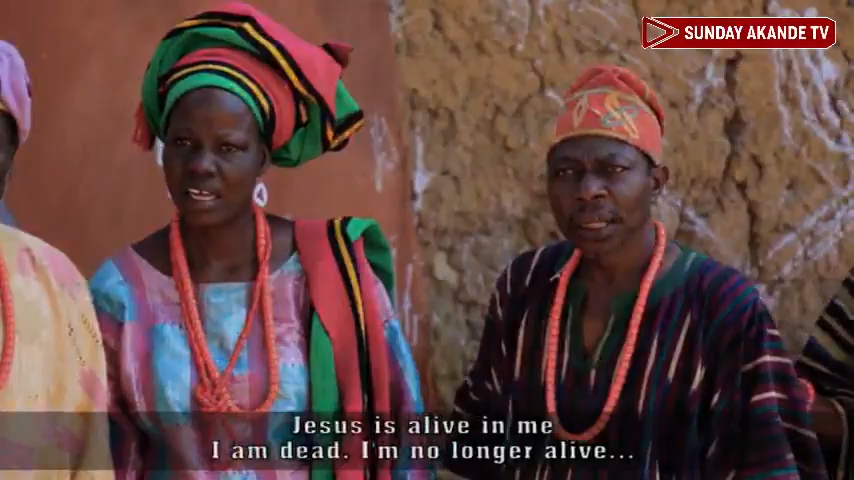 SUNDAY AKANDE TV
Jesus is alive in me
I am dead. I'm no longer alive...